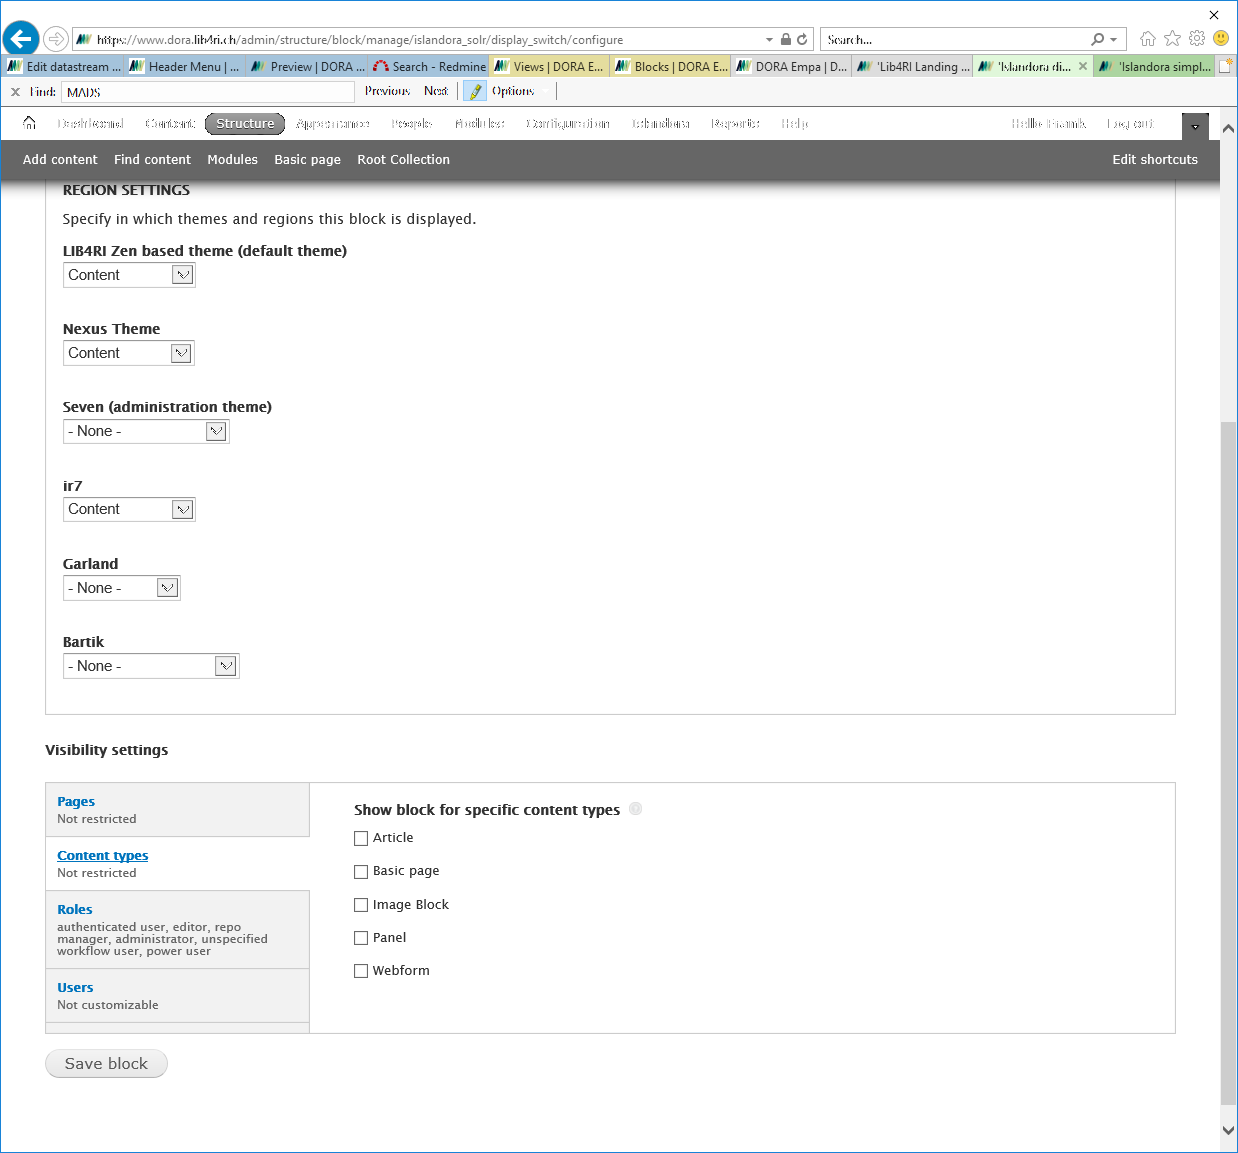 https://www.dora.lib4ri.ch/admin/structure/block/manage/islandora_solr/display_switch/configure
Search...
Edit datastream ...
Header Menu | ...
Preview | DORA ...
Search - Redmine
Views | DORA E...
Blocks | DORA E...
DORA Empa | D...
'Lib4RI Landing ...
'Islandora di...
'Islandora simpl...
Find: MADS
Previous Next Options
Dashboard Content Structure Appearance People Modules Configuration Islandora Reports Help Hello Frank Log out
Add content Find content Modules Basic page Root Collection Edit shortcuts
REGION SETTINGS
Specify in which themes and regions this block is displayed.
LIB4RI Zen based theme (default theme)
Content
Nexus Theme
Content
Seven (administration theme)
- None -
ir7
Content
Garland
- None -
Bartik
- None -
Visibility settings
Pages
Not restricted
Content types
Not restricted
Roles
authenticated user, editor, repo
manager, administrator, unspecified
workflow user, power user
Users
Not customizable
Show block for specific content types
Article
Basic page
Image Block
Panel
Webform
Save block